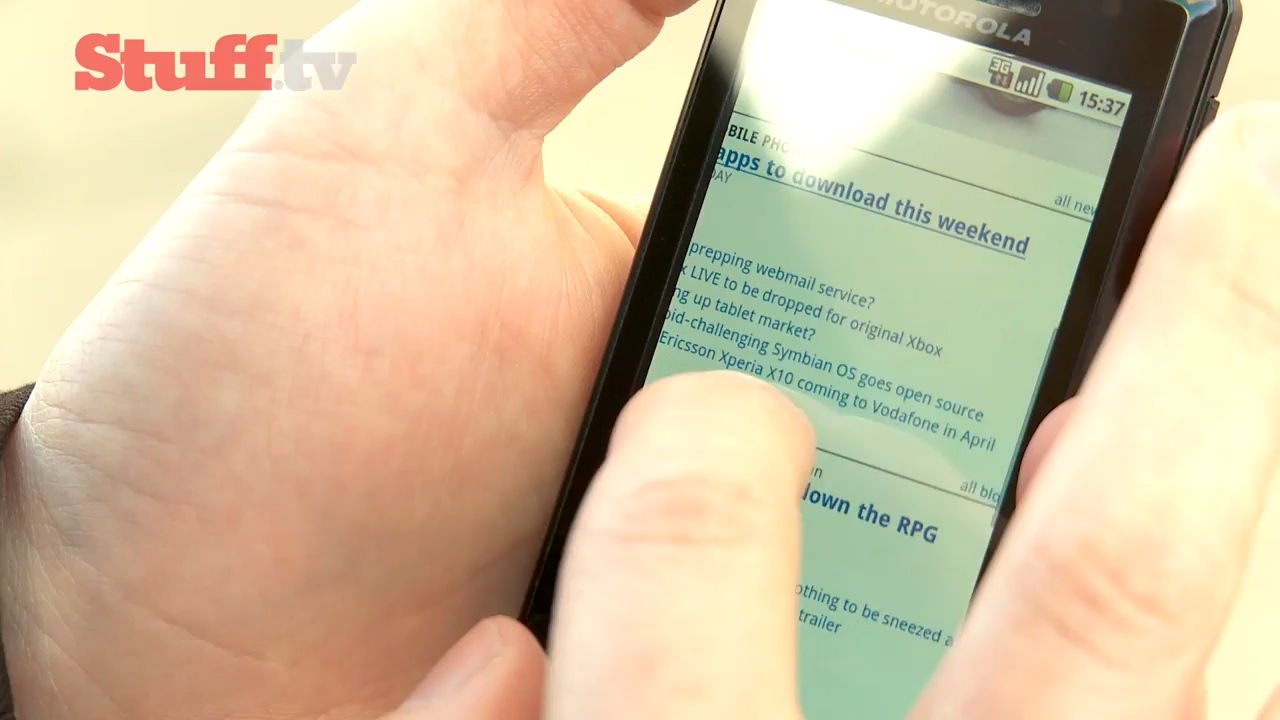 Stuff.tv
MOTOROLA
3G
15:37
BILE PHO
all new
apps to download this weekend
DAY
prepping webmail service?
x LIVE to be dropped for original Xbox
ng up tablet market?
oid-challenging Symbian OS goes open source
Ericsson Xperia X10 coming to Vodafone in April
in
all blo
down the RPG
othing to be sneezed a
trailer